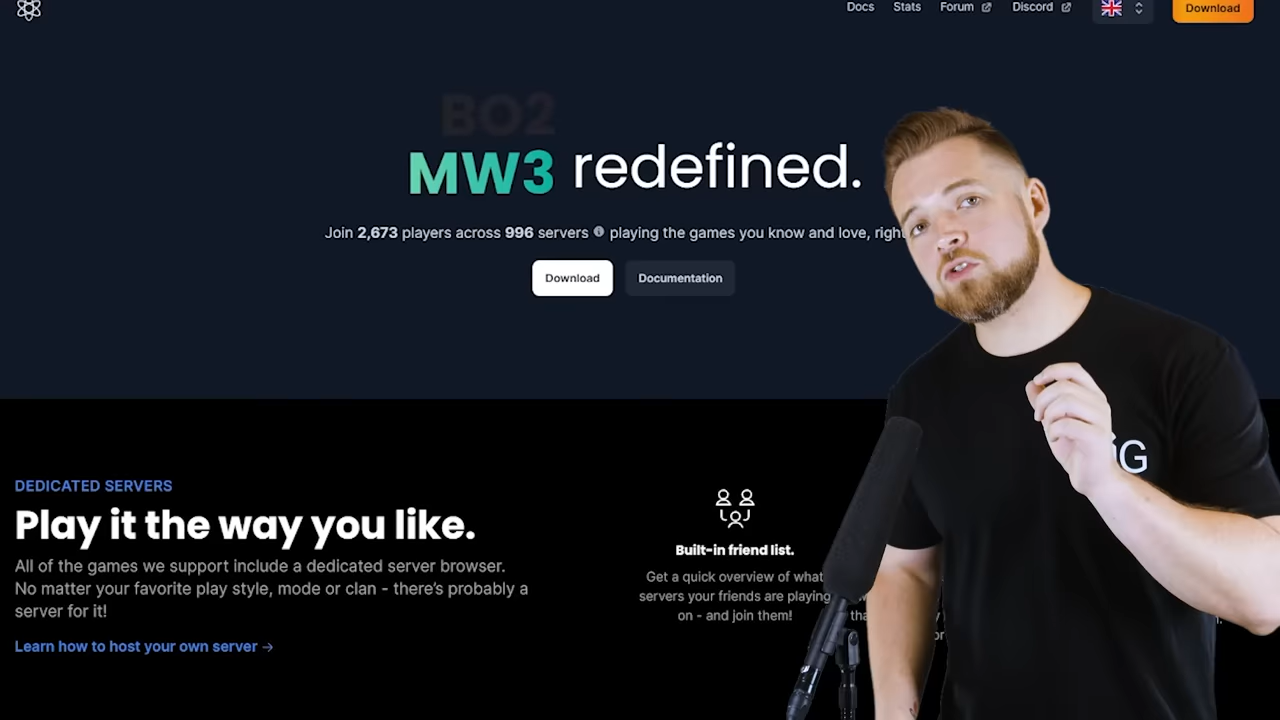 Docs Stats Forum Discord Download
BO2
MW3 redefined.
Join 2,673 players across 996 servers playing the games you know and love, right
Download Documentation
DEDICATED SERVERS
Play it the way you like.
All of the games we support include a dedicated server browser.
No matter your favorite play style, mode or clan - there's probably a
server for it!
Learn how to host your own server →
Built-in friend list.
Get a quick overview of what
servers your friends are playing
on - and join them!
G